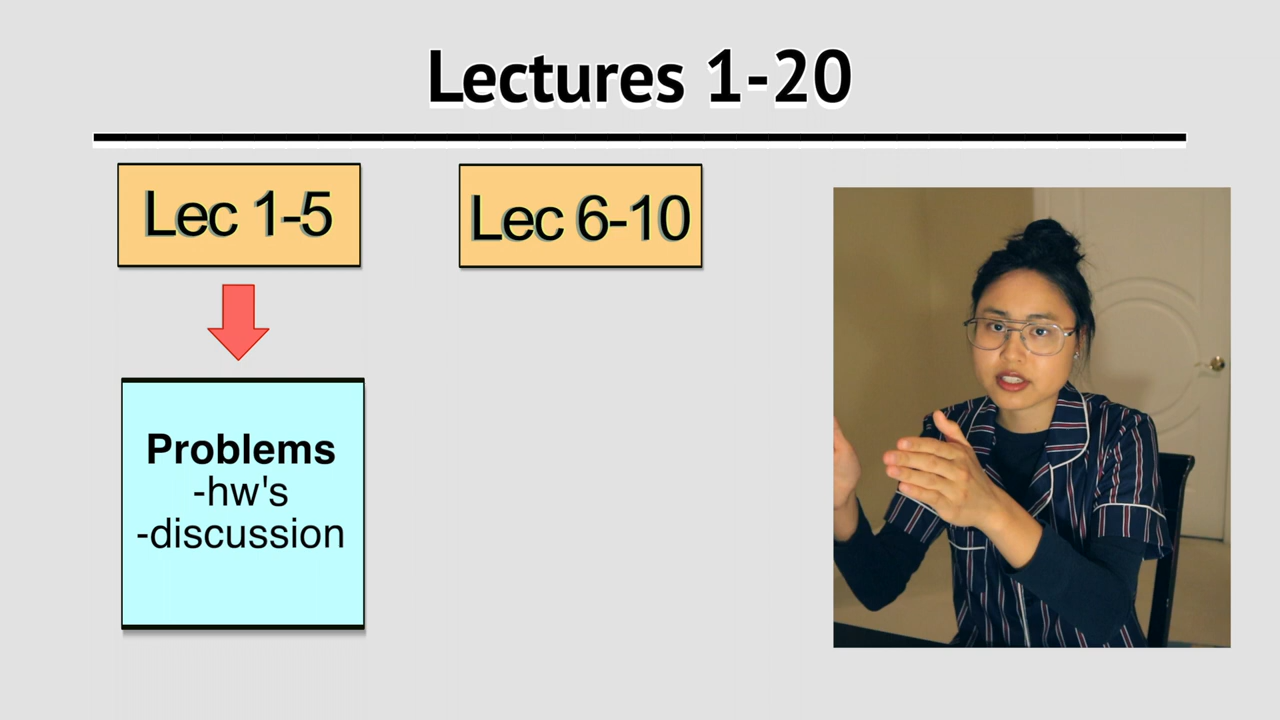 Lectures 1-20
Lec 1-5
Lec 6-10
Problems
-hw's
-discussion